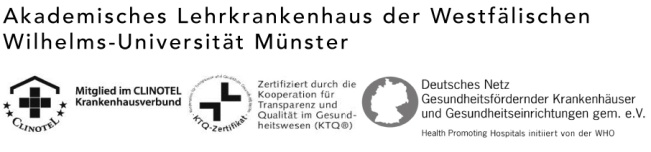 Akademisches Lehrkrankenhaus der Westfälischen
Wilhelms-Universität Münster
CLINOTEL
Mitglied im CLINOTEL
Krankenhausverbund
KTQ-Zertifikat
Zertifiziert durch die
Kooperation für
Transparenz und
Qualität im Gesund-
heitswesen (KTQ®)
Deutsches Netz
Gesundheitsfördernder Krankenhäuser
und Gesundheitseinrichtungen gem. e.V.
Health Promoting Hospitals initiiert von der WHO